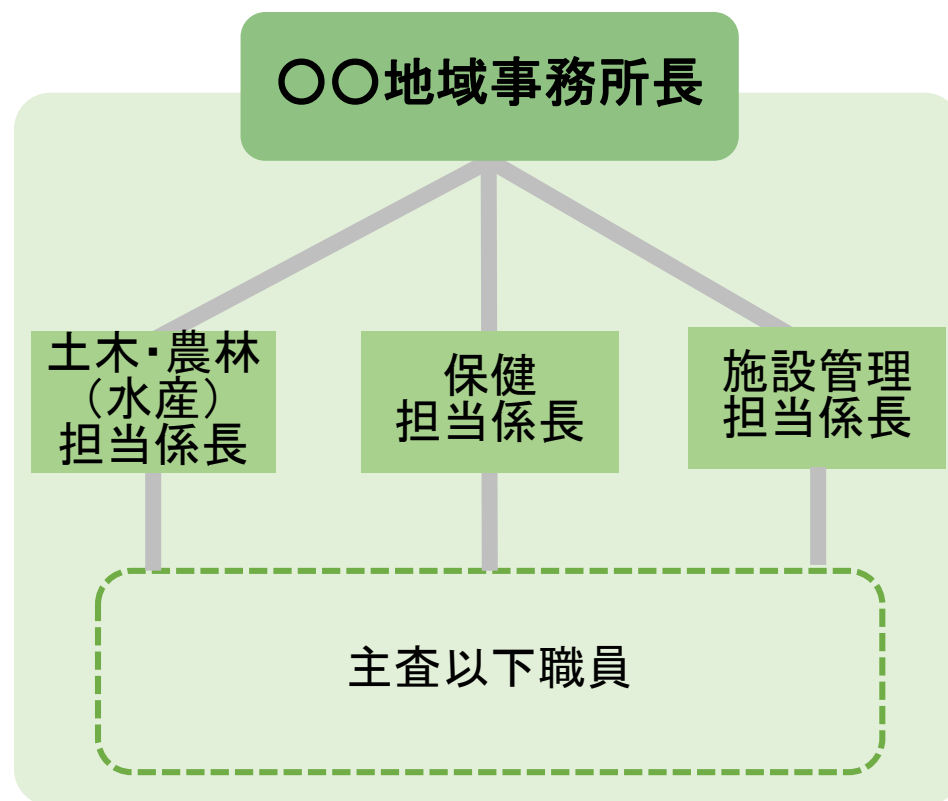 〇〇地域事務所長
土木・農林
（水産）
担当係長
保健
担当係長
施設管理
担当係長
主査以下職員